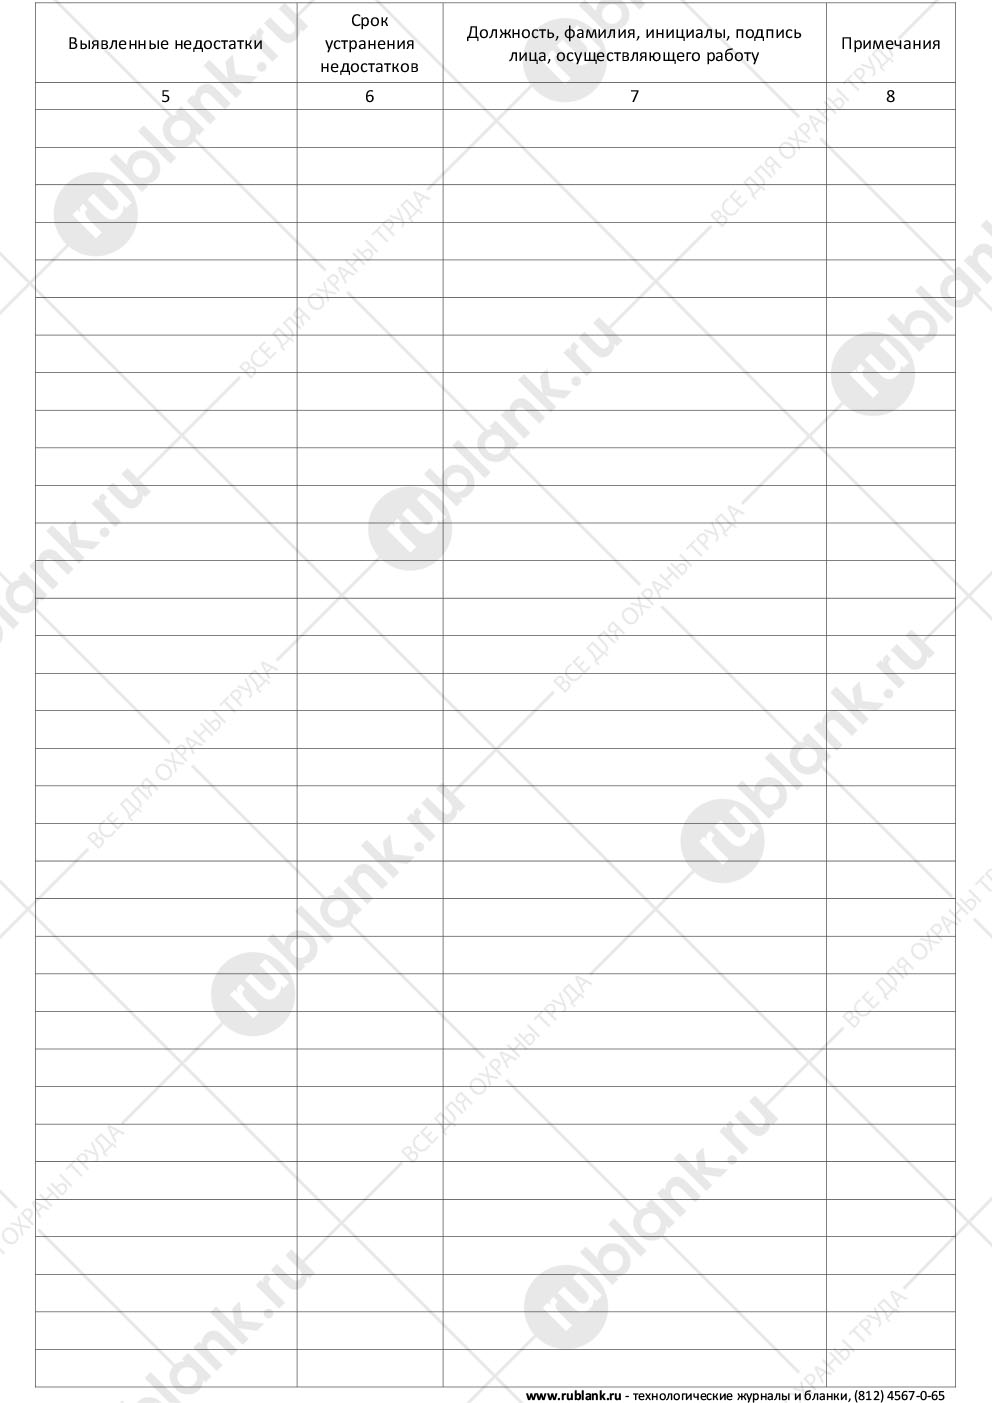 Выявленные недостатки
Срок
устранения
недостатков
Должность, фамилия, инициалы, подпись
лица, осуществляющего работу
Примечания
5
6
7
8
rublank.ru
ВСЕ ДЛЯ ОХРАНЫ ТРУДА
www.rublank.ru - технологические журналы и бланки, (812) 4567-0-65